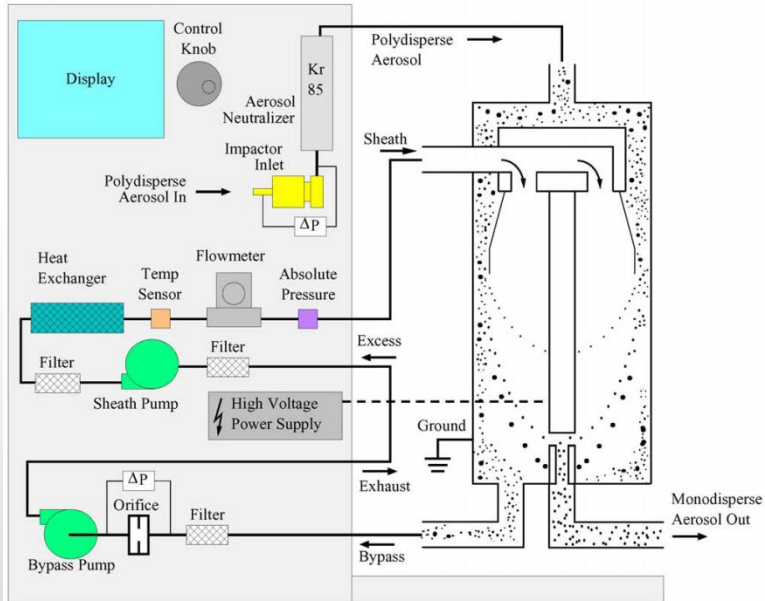 Display
Control
Knob
Kr
85
Aerosol
Neutralizer
Impactor
Inlet
Polydisperse
Aerosol In
ΔP
Polydisperse
Aerosol
Sheath
Heat
Exchanger
Temp
Sensor
Flowmeter
Absolute
Pressure
Filter
Sheath Pump
Filter
Excess
High Voltage
Power Supply
Ground
Exhaust
ΔP
Orifice
Filter
Bypass Pump
Bypass
Monodisperse
Aerosol Out